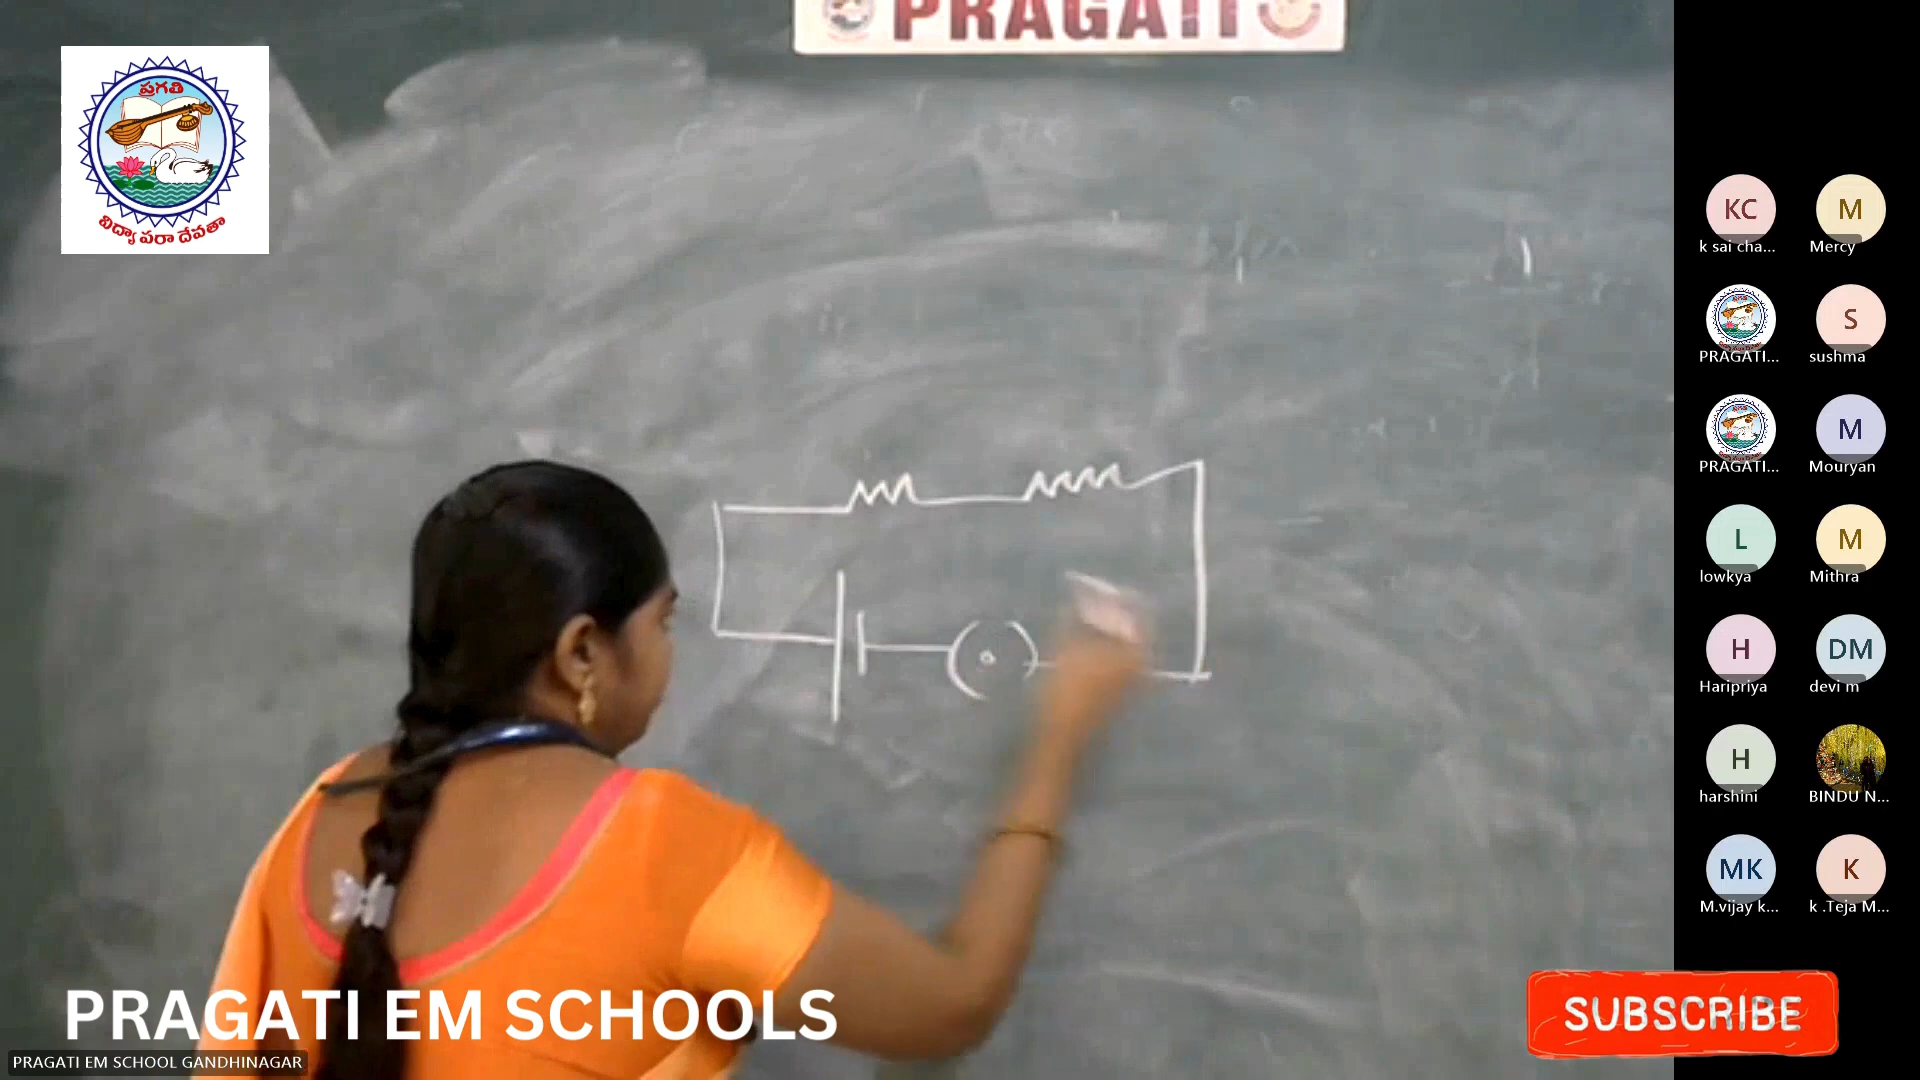 PRAGATI
ప్రగతి
విద్యా పరా దేవతా
KC
k sai cha...
M
Mercy
PRAGATI...
S
sushma
PRAGATI...
M
Mouryan
L
lowkya
M
Mithra
H
Haripriya
DM
devi m
H
harshini
BINDU N...
MK
M.vijay k...
K
k .Teja M...
PRAGATI EM SCHOOLS
SUBSCRIBE
PRAGATI EM SCHOOL GANDHINAGAR